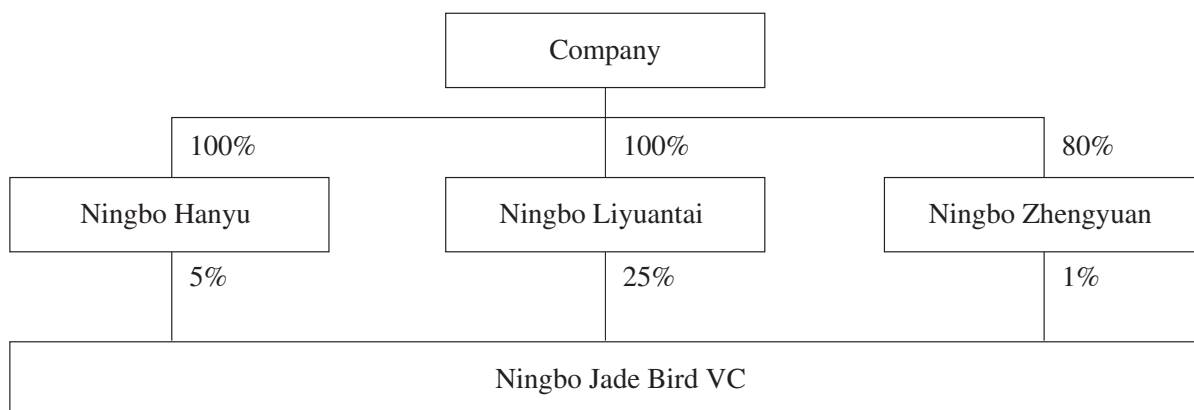 Company
100%
100%
80%
Ningbo Hanyu
Ningbo Liyuantai
Ningbo Zhengyuan
5%
25%
1%
Ningbo Jade Bird VC